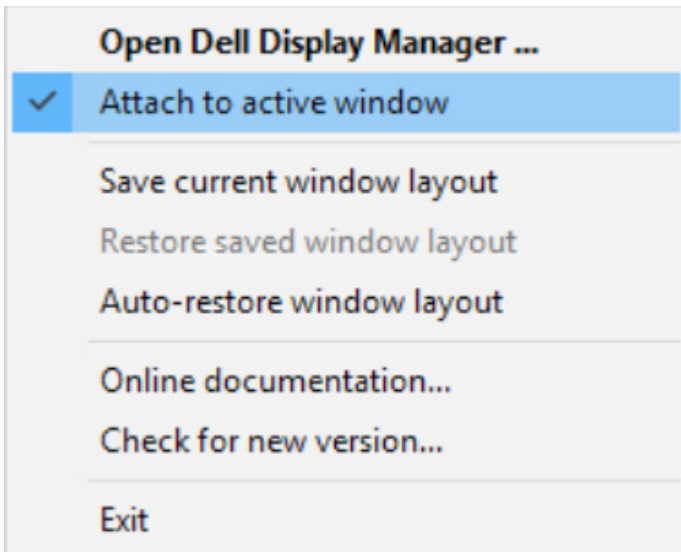 Open Dell Display Manager ...
Attach to active window
Save current window layout
Restore saved window layout
Auto-restore window layout
Online documentation...
Check for new version...
Exit